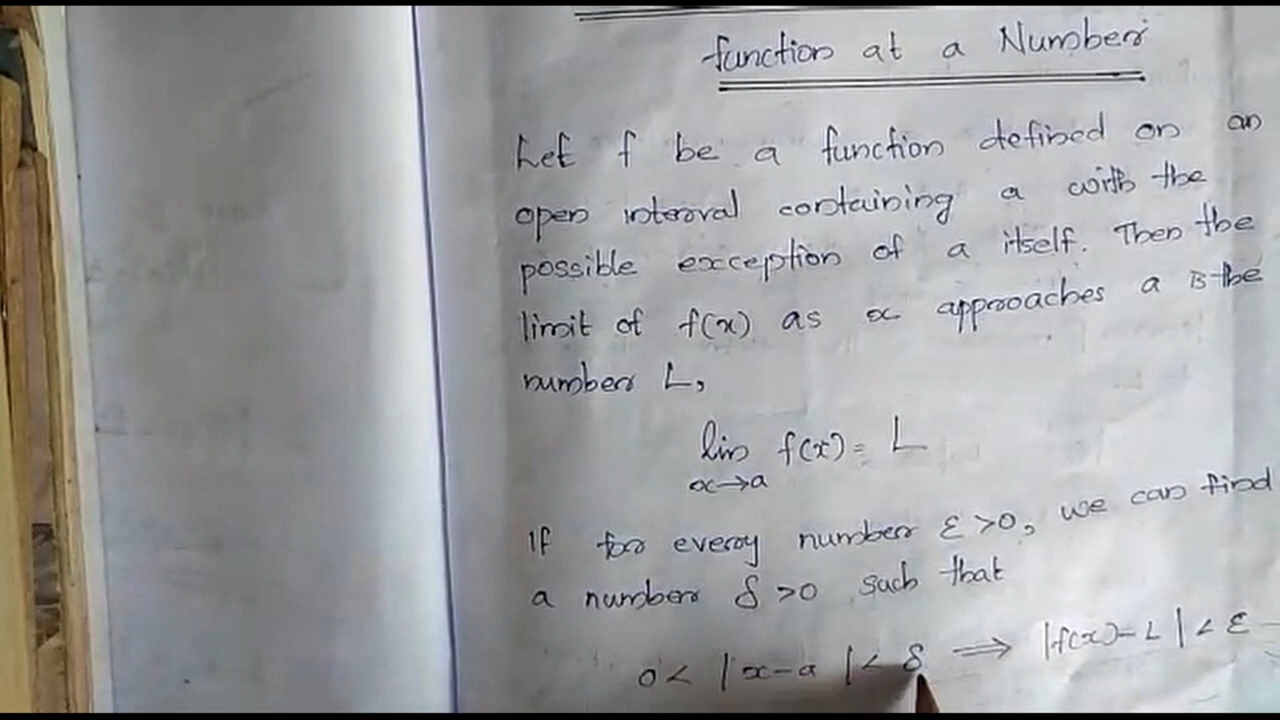 function at a Number
Let f be a function defined on an
open interval containing a with the
possible exception of a itself. Then the
limit of f(x) as x approaches a is the
number L,
lim f(x) = L
x→a
If for every number ε >0, we can find
a number δ >0 such that
0 < |x-a| < δ ⟹ |f(x)-L| < ε